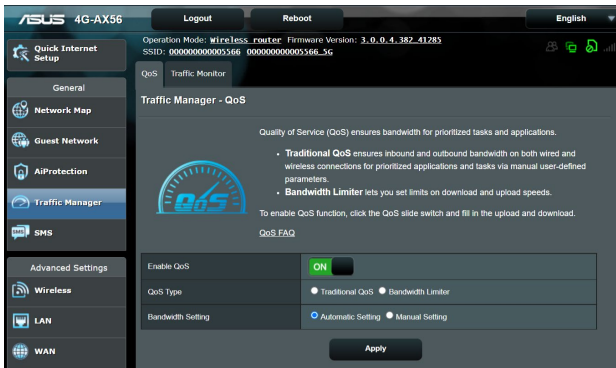 ASUS 4G-AX56 Logout Reboot English
Quick Internet Setup
General
Network Map
Guest Network
AiProtection
Traffic Manager
SMS
Advanced Settings
Wireless
LAN
WAN
Operation Mode: Wireless router Firmware Version: 3.0.0.4.382_41285
SSID: 000000000005566 000000000005566_5G
QoS Traffic Monitor
Traffic Manager - QoS
QoS
Quality of Service (QoS) ensures bandwidth for prioritized tasks and applications.
• Traditional QoS ensures inbound and outbound bandwidth on both wired and
wireless connections for prioritized applications and tasks via manual user-defined
parameters.
• Bandwidth Limiter lets you set limits on download and upload speeds.
To enable QoS function, click the QoS slide switch and fill in the upload and download.
QoS FAQ
Enable QoS ON
QoS Type Traditional QoS Bandwidth Limiter
Bandwidth Setting Automatic Setting Manual Setting
Apply